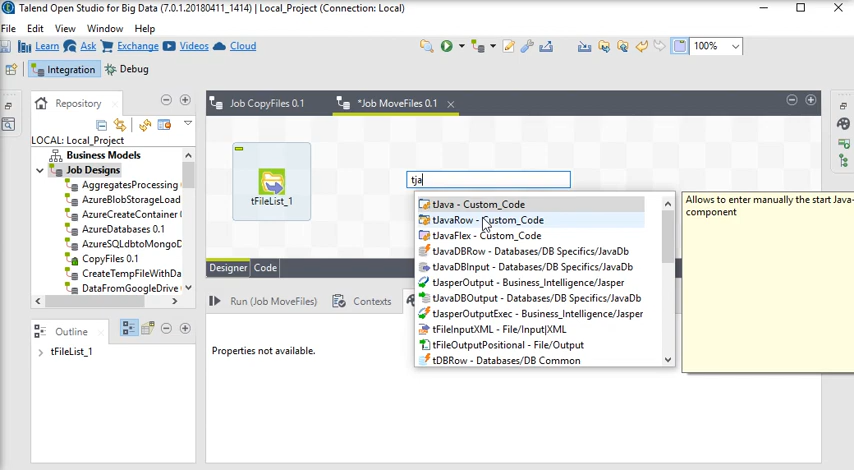 Talend Open Studio for Big Data (7.0.1.20180411_1414) | Local_Project (Connection: Local)
File Edit View Window Help
Learn Ask Exchange Videos Cloud
100%
Integration Debug
Repository
LOCAL: Local_Project
Business Models
Job Designs
AggregatesProcessing
AzureBlobStorageLoad
AzureCreateContainer
AzureDatabases 0.1
AzureSQLdbtoMongoD
CopyFiles 0.1
CreateTempFileWithDa
DataFromGoogleDrive
Outline
tFileList_1
Job CopyFiles 0.1
*Job MoveFiles 0.1
tFileList_1
tja
tJava - Custom_Code
tJavaRow - Custom_Code
tJavaFlex - Custom_Code
tJavaDBRow - Databases/DB Specifics/JavaDb
tJavaDBInput - Databases/DB Specifics/JavaDb
tJasperOutput - Business_Intelligence/Jasper
tJavaDBOutput - Databases/DB Specifics/JavaDb
tJasperOutputExec - Business_Intelligence/Jasper
tFileInputXML - File/Input|XML
tFileOutputPositional - File/Output
tDBRow - Databases/DB Common
Allows to enter manually the start Java-
component
Designer Code
Run (Job MoveFiles) Contexts
Properties not available.